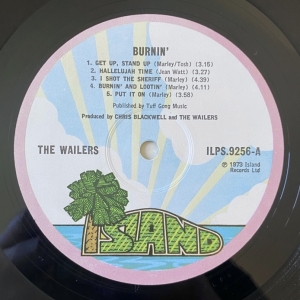 BURNIN'
1. GET UP, STAND UP (Marley/Tosh) (3.15)
2. HALLELUJAH TIME (Jean Watt) (3.27)
3. I SHOT THE SHERIFF (Marley) (4.39)
4. BURNIN' AND LOOTIN' (Marley) (4.11)
5. PUT IT ON (Marley) (3.58)
Published by Tuff Gong Music
Produced by CHRIS BLACKWELL and THE WAILERS
THE WAILERS
ILPS.9256-A
℗ 1973 Island
Records Ltd
ISLAND